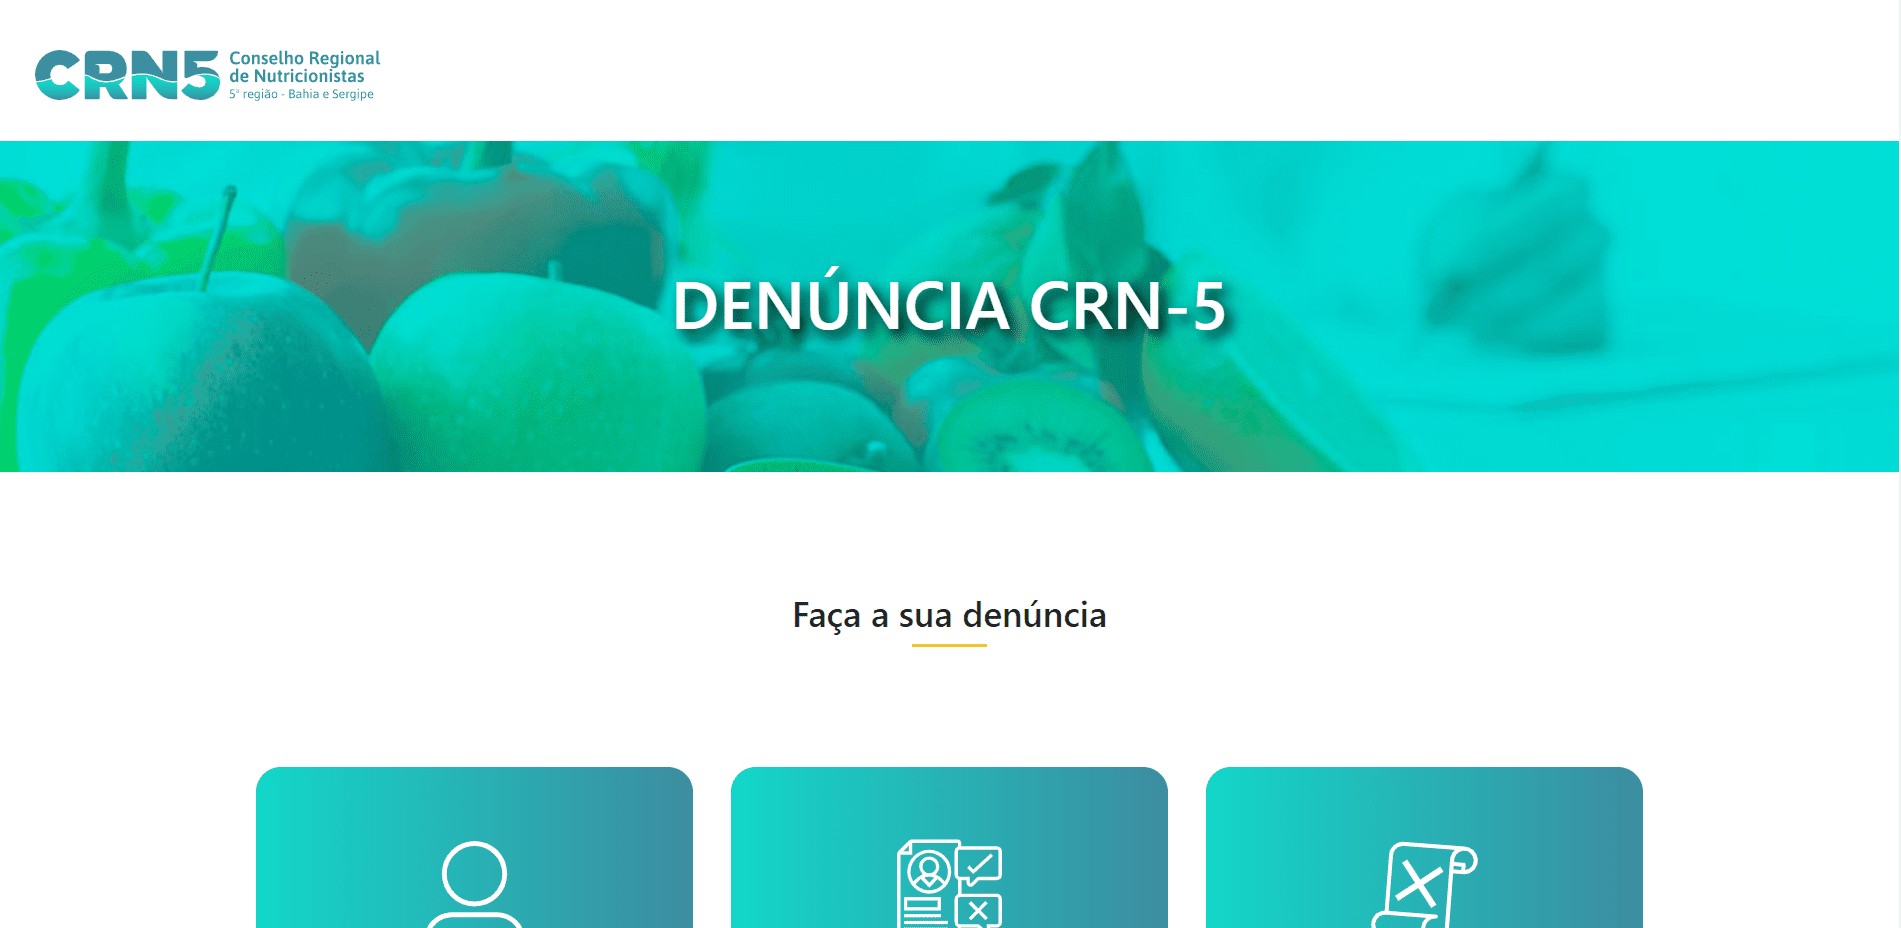 CRN5
Conselho Regional
de Nutricionistas
5ª região - Bahia e Sergipe
DENÚNCIA CRN-5
Faça a sua denúncia